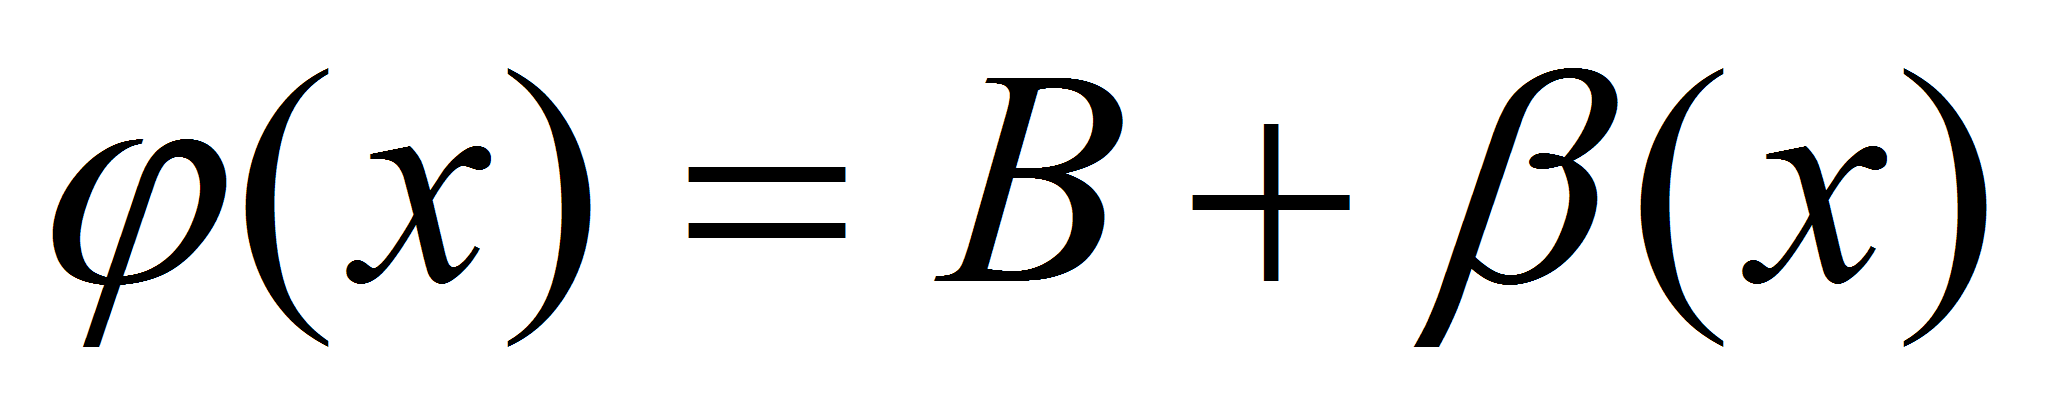 φ(x) = B + β(x)